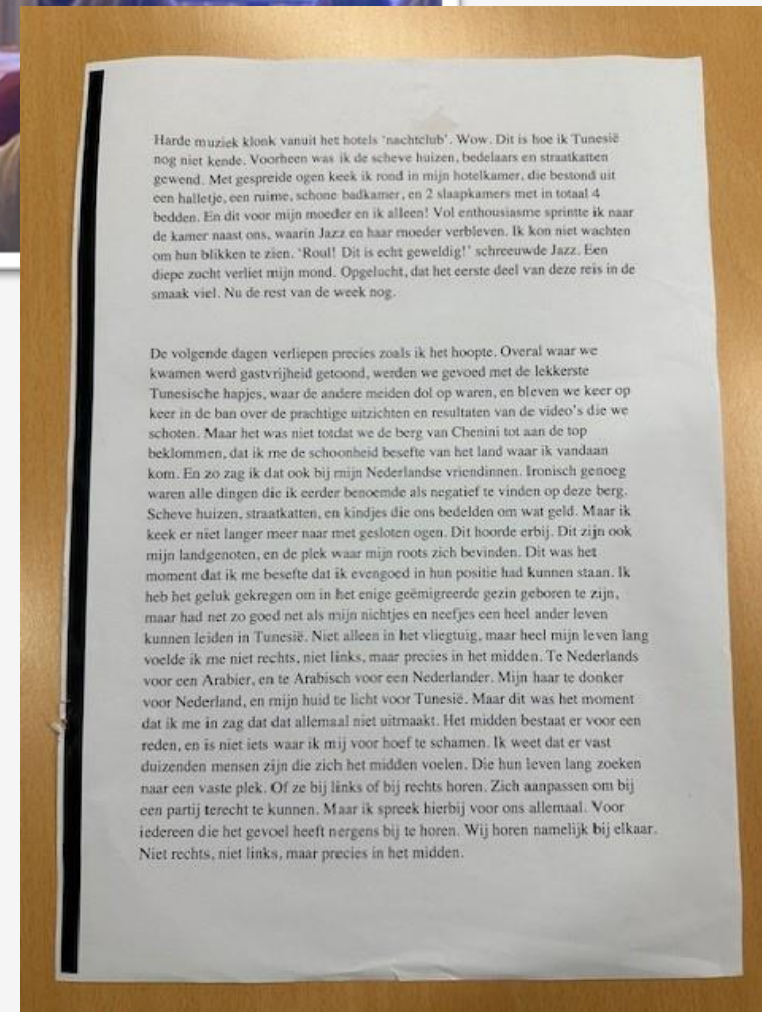 Harde muziek klonk vanuit het hotels 'nachtclub'. Wow. Dit is hoe ik Tunesië
nog niet kende. Voorheen was ik de scheve huizen, bedelaars en straatkatten
gewend. Met gespreide ogen keek ik rond in mijn hotelkamer, die bestond uit
een halletje, een ruime, schone badkamer, en 2 slaapkamers met in totaal 4
bedden. En dit voor mijn moeder en ik alleen! Vol enthousiasme sprintte ik naar
de kamer naast ons, waarin Jazz en haar moeder verbleven. Ik kon niet wachten
om hun blikken te zien. 'Roul! Dit is echt geweldig!' schreeuwde Jazz. Een
diepe zucht verliet mijn mond. Opgelucht, dat het eerste deel van deze reis in de
smaak viel. Nu de rest van de week nog.
De volgende dagen verliepen precies zoals ik het hoopte. Overal waar we
kwamen werd gastvrijheid getoond, werden we gevoed met de lekkerste
Tunesische hapjes, waar de andere meiden dol op waren, en bleven we keer op
keer in de ban over de prachtige uitzichten en resultaten van de video's die we
schoten. Maar het was niet totdat we de berg van Chenini tot aan de top
beklommen, dat ik me de schoonheid besefte van het land waar ik vandaan
kom. En zo zag ik dat ook bij mijn Nederlandse vriendinnen. Ironisch genoeg
waren alle dingen die ik eerder benoemde als negatief te vinden op deze berg.
Scheve huizen, straatkatten, en kindjes die ons bedelden om wat geld. Maar ik
keek er niet langer meer naar met gesloten ogen. Dit hoorde erbij. Dit zijn ook
mijn landgenoten, en de plek waar mijn roots zich bevinden. Dit was het
moment dat ik me besefte dat ik evengoed in hun positie had kunnen staan. Ik
heb het geluk gekregen om in het enige geëmigreerde gezin geboren te zijn,
maar had net zo goed net als mijn nichtjes en neefjes een heel ander leven
kunnen leiden in Tunesië. Niet alleen in het vliegtuig, maar heel mijn leven lang
voelde ik me niet rechts, niet links, maar precies in het midden. Te Nederlands
voor een Arabier, en te Arabisch voor een Nederlander. Mijn haar te donker
voor Nederland, en mijn huid te licht voor Tunesië. Maar dit was het moment
dat ik me in zag dat dat allemaal niet uitmaakt. Het midden bestaat er voor een
reden, en is niet iets waar ik mij voor hoef te schamen. Ik weet dat er vast
duizenden mensen zijn die zich het midden voelen. Die hun leven lang zoeken
naar een vaste plek. Of ze bij links of bij rechts horen. Zich aanpassen om bij
een partij terecht te kunnen. Maar ik spreek hierbij voor ons allemaal. Voor
iedereen die het gevoel heeft nergens bij te horen. Wij horen namelijk bij elkaar.
Niet rechts, niet links, maar precies in het midden.